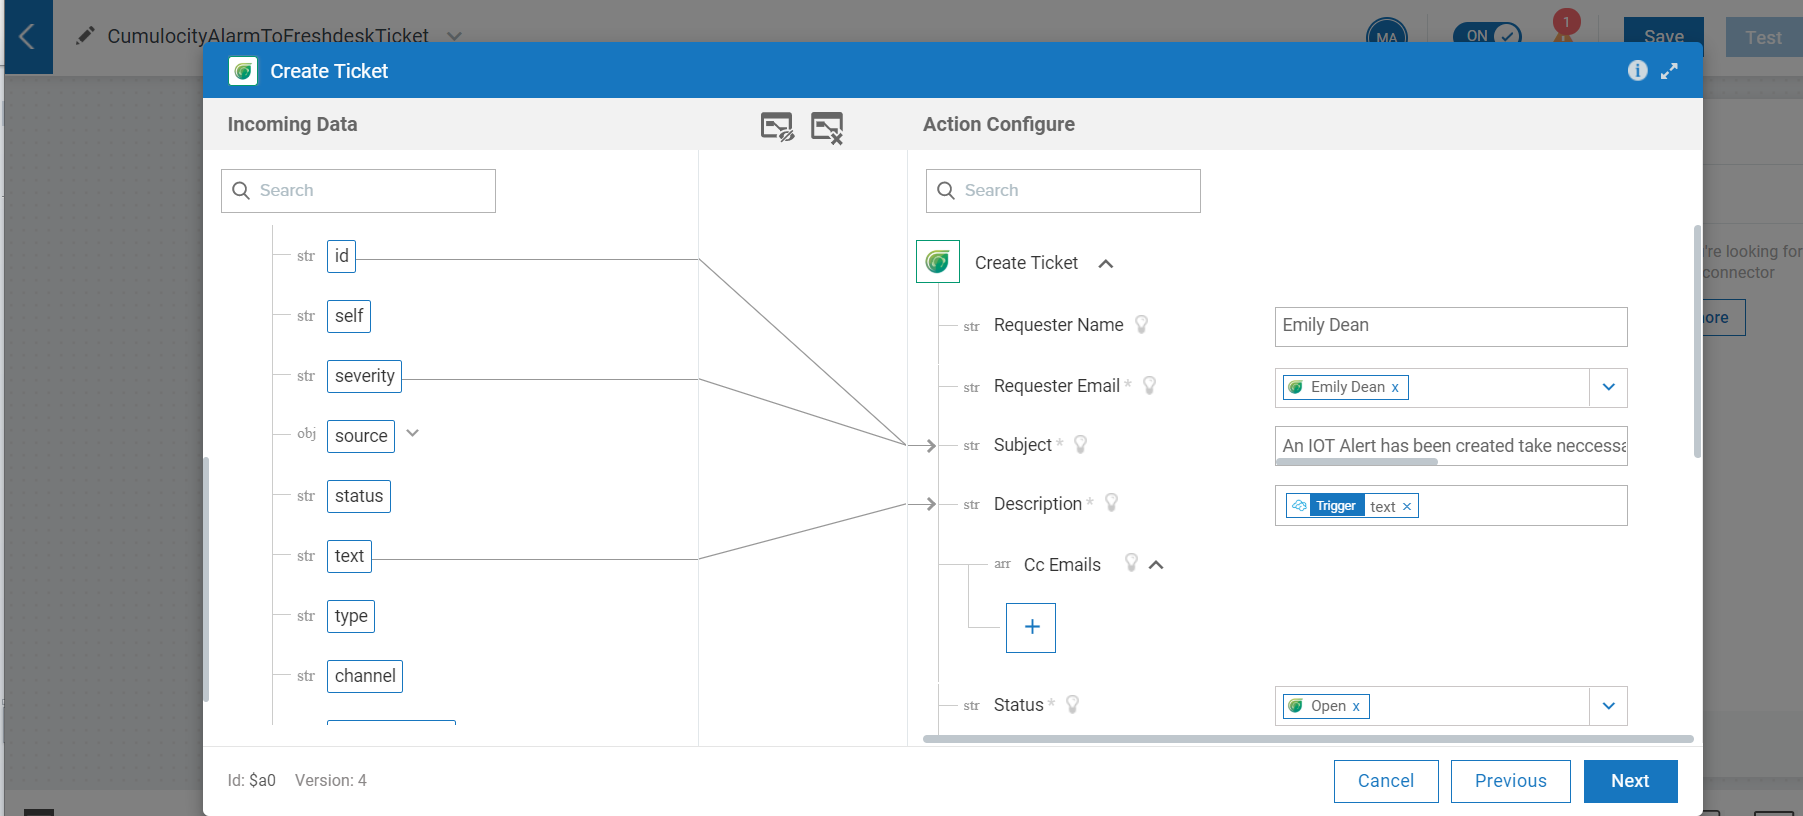 CumulocityAlarmToFreshdeskTicket
MA
ON
1
Save
Test
Create Ticket
Incoming Data
Action Configure
Search
Search
str id
str self
str severity
obj source
str status
str text
str type
str channel
Create Ticket
str Requester Name
Emily Dean
str Requester Email *
Emily Dean x
str Subject *
An IOT Alert has been created take neccessa
str Description *
Trigger text ×
arr Cc Emails
+
str Status *
Open x
're looking for
connector
ore
Id: $a0 Version: 4
Cancel
Previous
Next